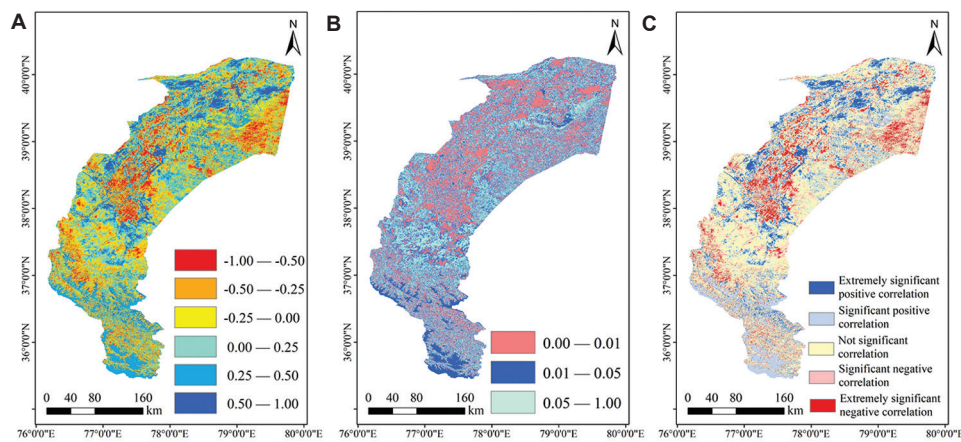 A
B
C
N
N
N
40°0'0"N
39°0'0"N
38°0'0"N
37°0'0"N
36°0'0"N
40°0'0"N
39°0'0"N
38°0'0"N
37°0'0"N
36°0'0"N
40°0'0"N
39°0'0"N
38°0'0"N
37°0'0"N
36°0'0"N
-1.00 — -0.50
-0.50 — -0.25
-0.25 — 0.00
0.00 — 0.25
0.25 — 0.50
0.50 — 1.00
0.00 — 0.01
0.01 — 0.05
0.05 — 1.00
Extremely significant
positive correlation
Significant positive
correlation
Not significant
correlation
Significant negative
correlation
Extremely significant
negative correlation
0 40 80 160
km
0 40 80 160
km
0 40 80 160
km
76°0'0"E 77°0'0"E 78°0'0"E 79°0'0"E 80°0'0"E
76°0'0"E 77°0'0"E 78°0'0"E 79°0'0"E 80°0'0"E
76°0'0"E 77°0'0"E 78°0'0"E 79°0'0"E 80°0'0"E